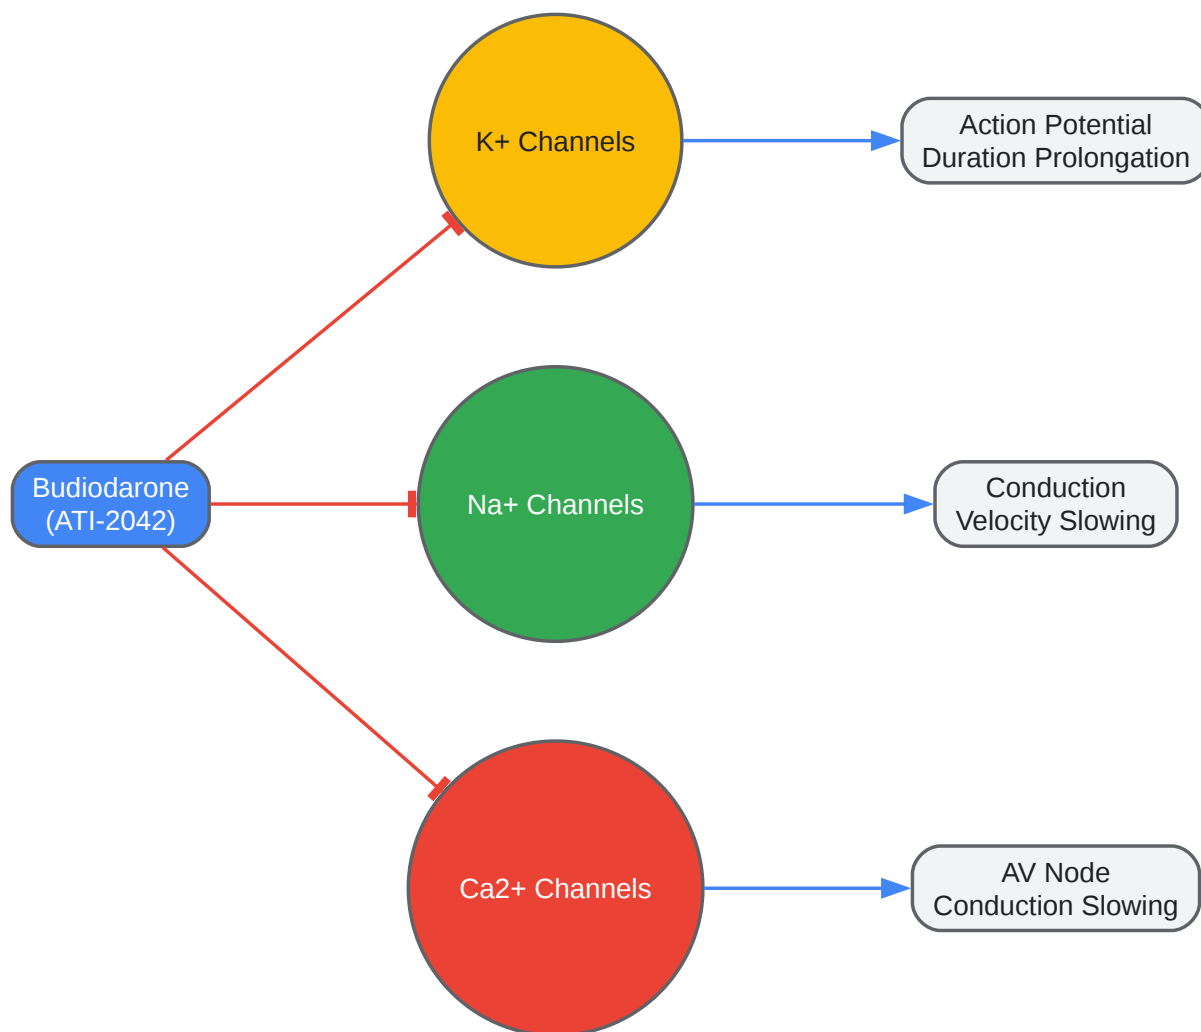 K+ Channels
Action Potential
Duration Prolongation
Budiodarone
(ATI-2042)
Na+ Channels
Conduction
Velocity Slowing
Ca2+ Channels
AV Node
Conduction Slowing